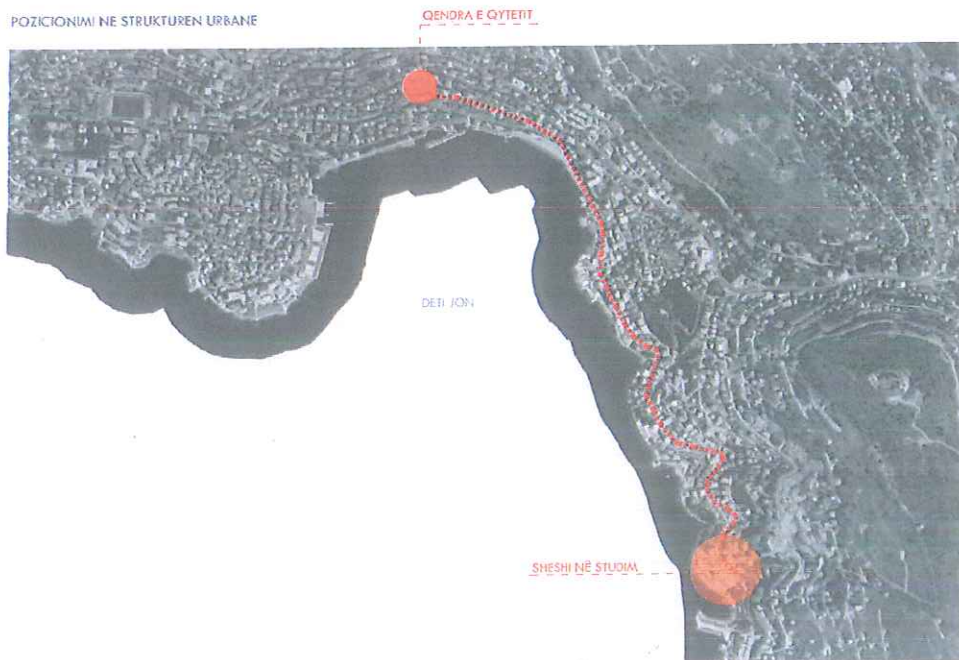 POZICIONIMI NE STRUKTUREN URBANE
QENDRA E QYTETIT
DETI JON
SHESHI NË STUDIM